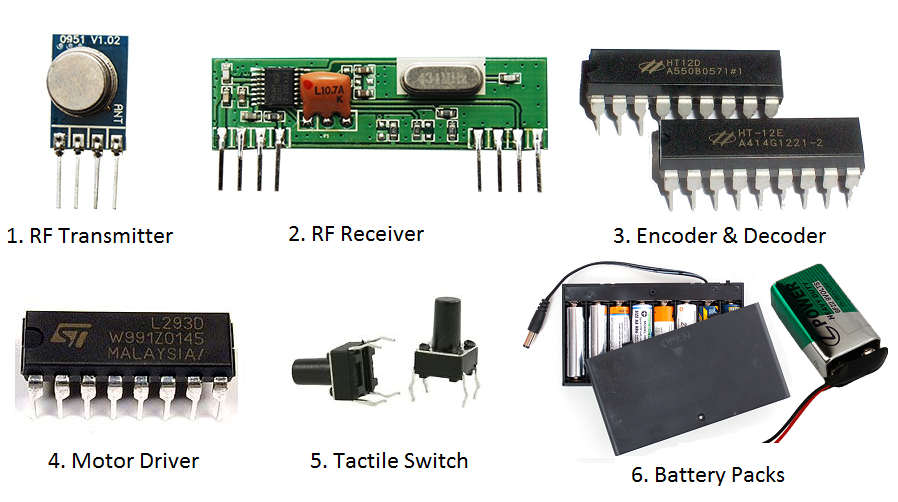 0951 V1.02
ANT
L10.7A
K
434MHz
HT12D
A550B0571#1
HT-12E
A414G1221-2
1. RF Transmitter
2. RF Receiver
3. Encoder & Decoder
L293D
W991Z0145
MALAYSIA
OPEN
POWER
4. Motor Driver
5. Tactile Switch
6. Battery Packs